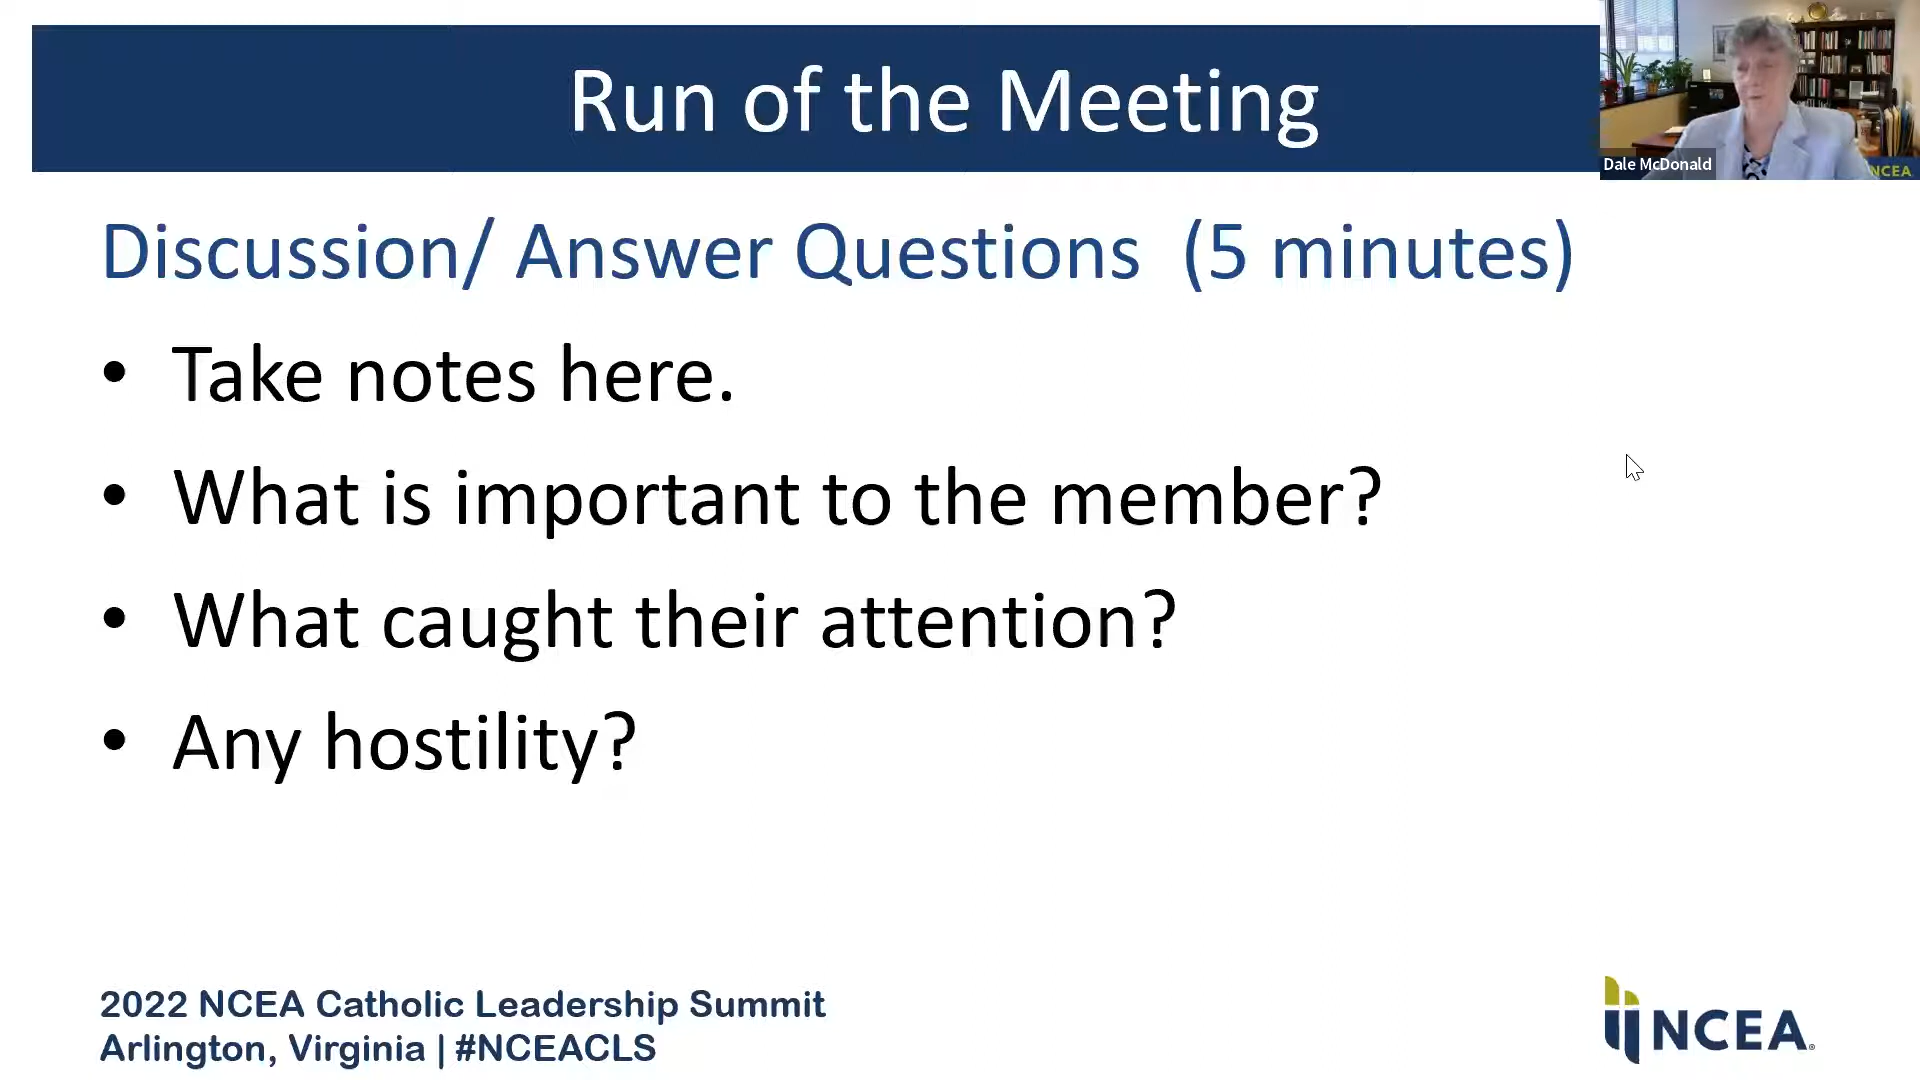 Run of the Meeting
Dale McDonald
NCEA
Discussion/ Answer Questions (5 minutes)
• Take notes here.
• What is important to the member?
• What caught their attention?
• Any hostility?
2022 NCEA Catholic Leadership Summit
Arlington, Virginia | #NCEACLS
NCEA®